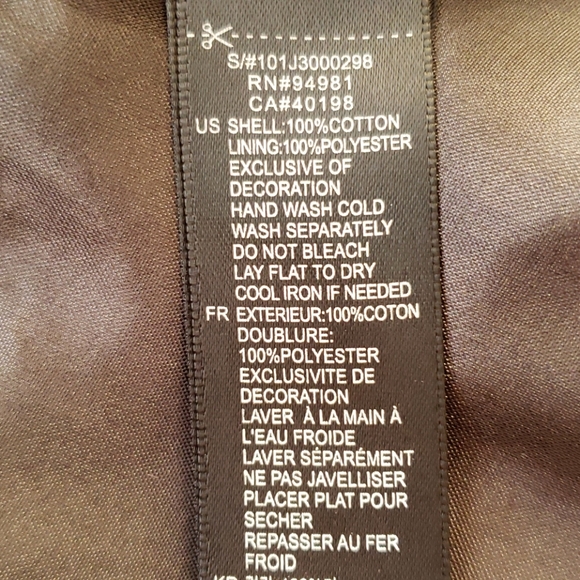 S/#101J3000298
RN#94981
CA#40198
US SHELL:100%COTTON
LINING:100%POLYESTER
EXCLUSIVE OF
DECORATION
HAND WASH COLD
WASH SEPARATELY
DO NOT BLEACH
LAY FLAT TO DRY
COOL IRON IF NEEDED
FR EXTERIEUR:100%COTON
DOUBLURE:
100%POLYESTER
EXCLUSIVITE DE
DECORATION
LAVER À LA MAIN À
L'EAU FROIDE
LAVER SÉPARÉMENT
NE PAS JAVELLISER
PLACER PLAT POUR
SECHER
REPASSER AU FER
FROID